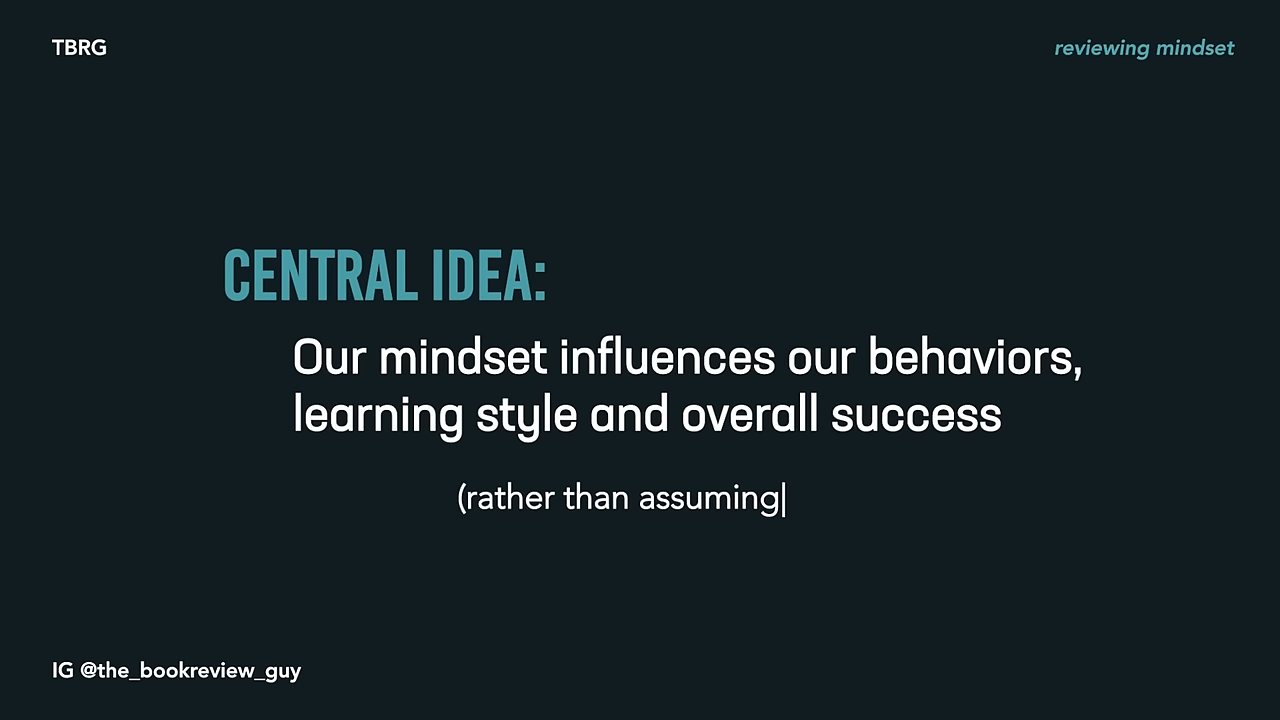 TBRG
reviewing mindset
CENTRAL IDEA:
Our mindset influences our behaviors,
learning style and overall success
(rather than assuming|
IG @the_bookreview_guy